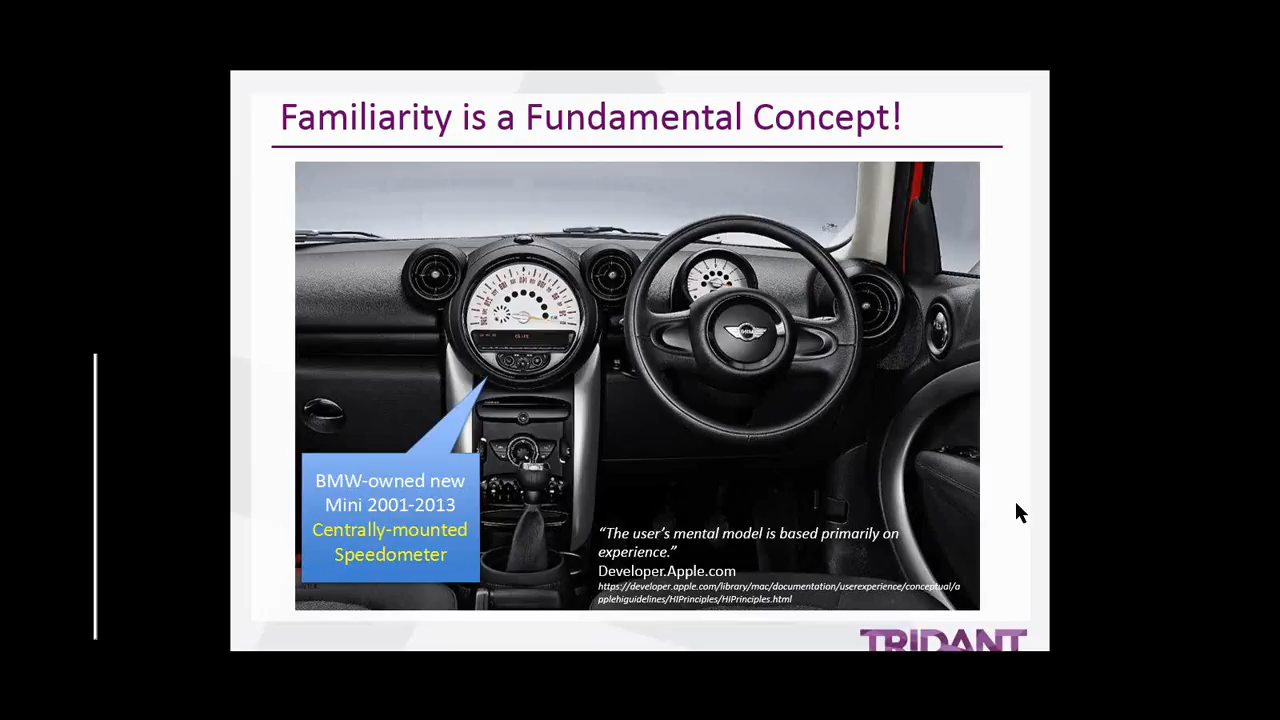 Familiarity is a Fundamental Concept!
BMW-owned new
Mini 2001-2013
Centrally-mounted
Speedometer
“The user’s mental model is based primarily on
experience.”
Developer.Apple.com
https://developer.apple.com/library/mac/documentation/userexperience/conceptual/a
pplehiguidelines/HIPrinciples/HIPrinciples.html
TRIDANT